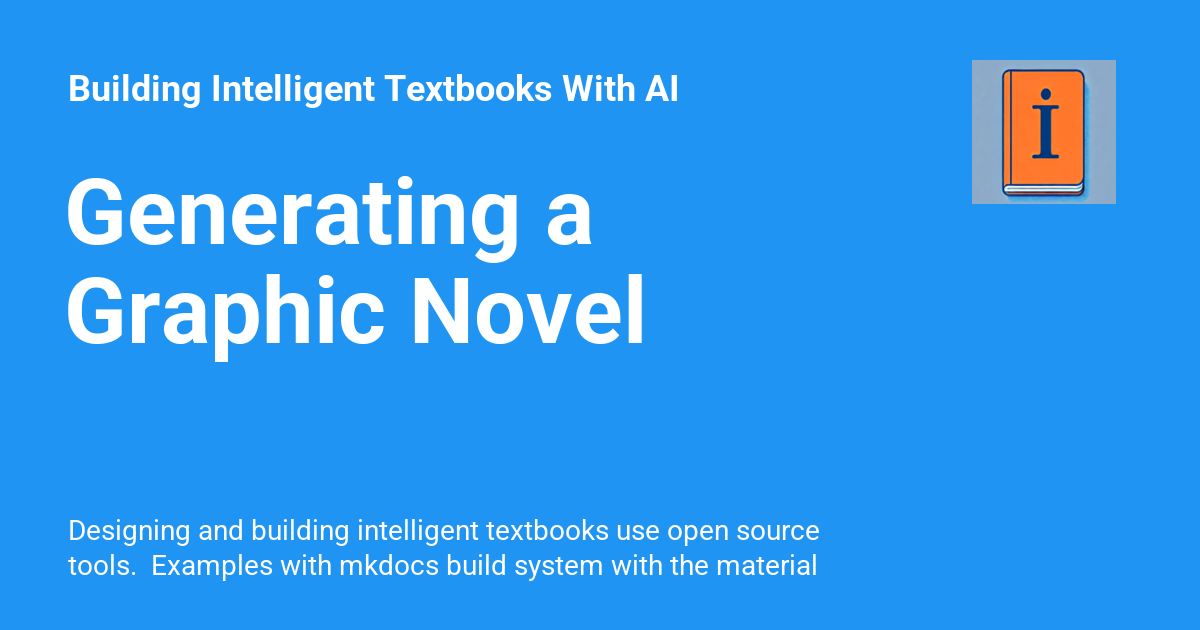 Building Intelligent Textbooks With AI
i
Generating a
Graphic Novel
Designing and building intelligent textbooks use open source
tools.  Examples with mkdocs build system with the material